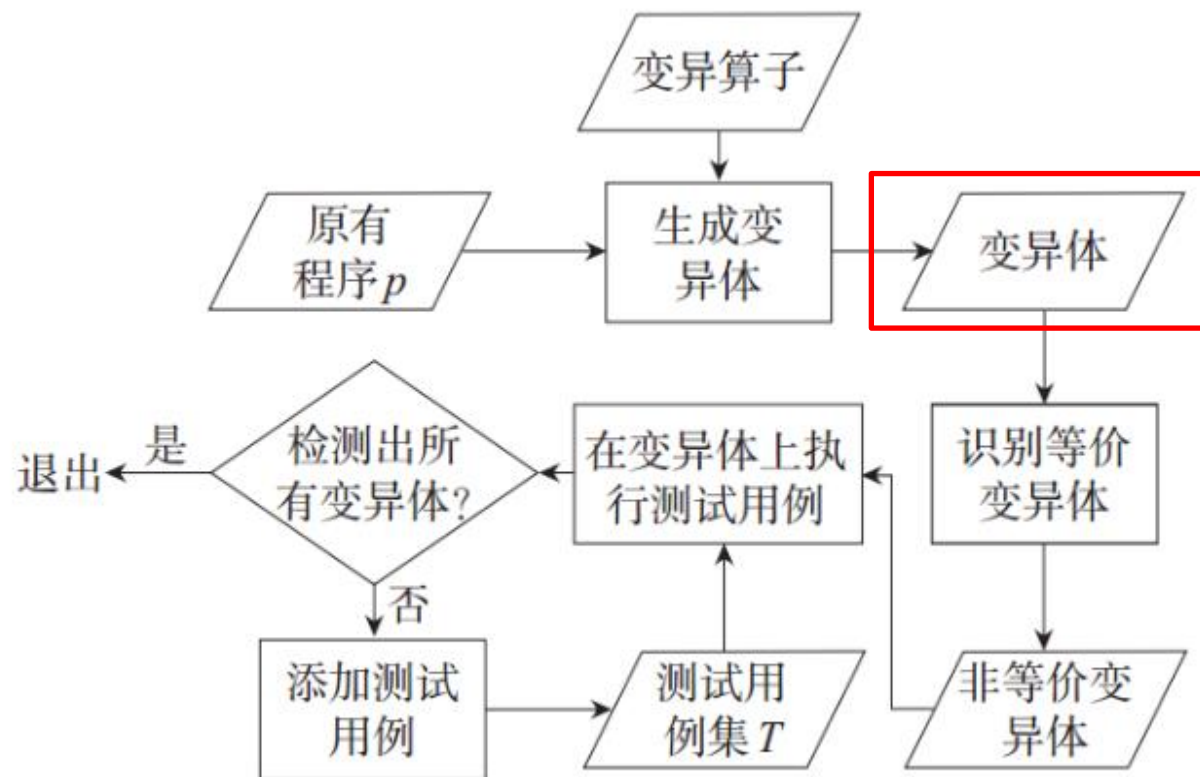 变异算子
原有
程序p
生成变
异体
变异体
退出
是
检测出所
有变异体?
在变异体上执
行测试用例
识别等价
变异体
否
添加测试
用例
测试用
例集T
非等价变
异体